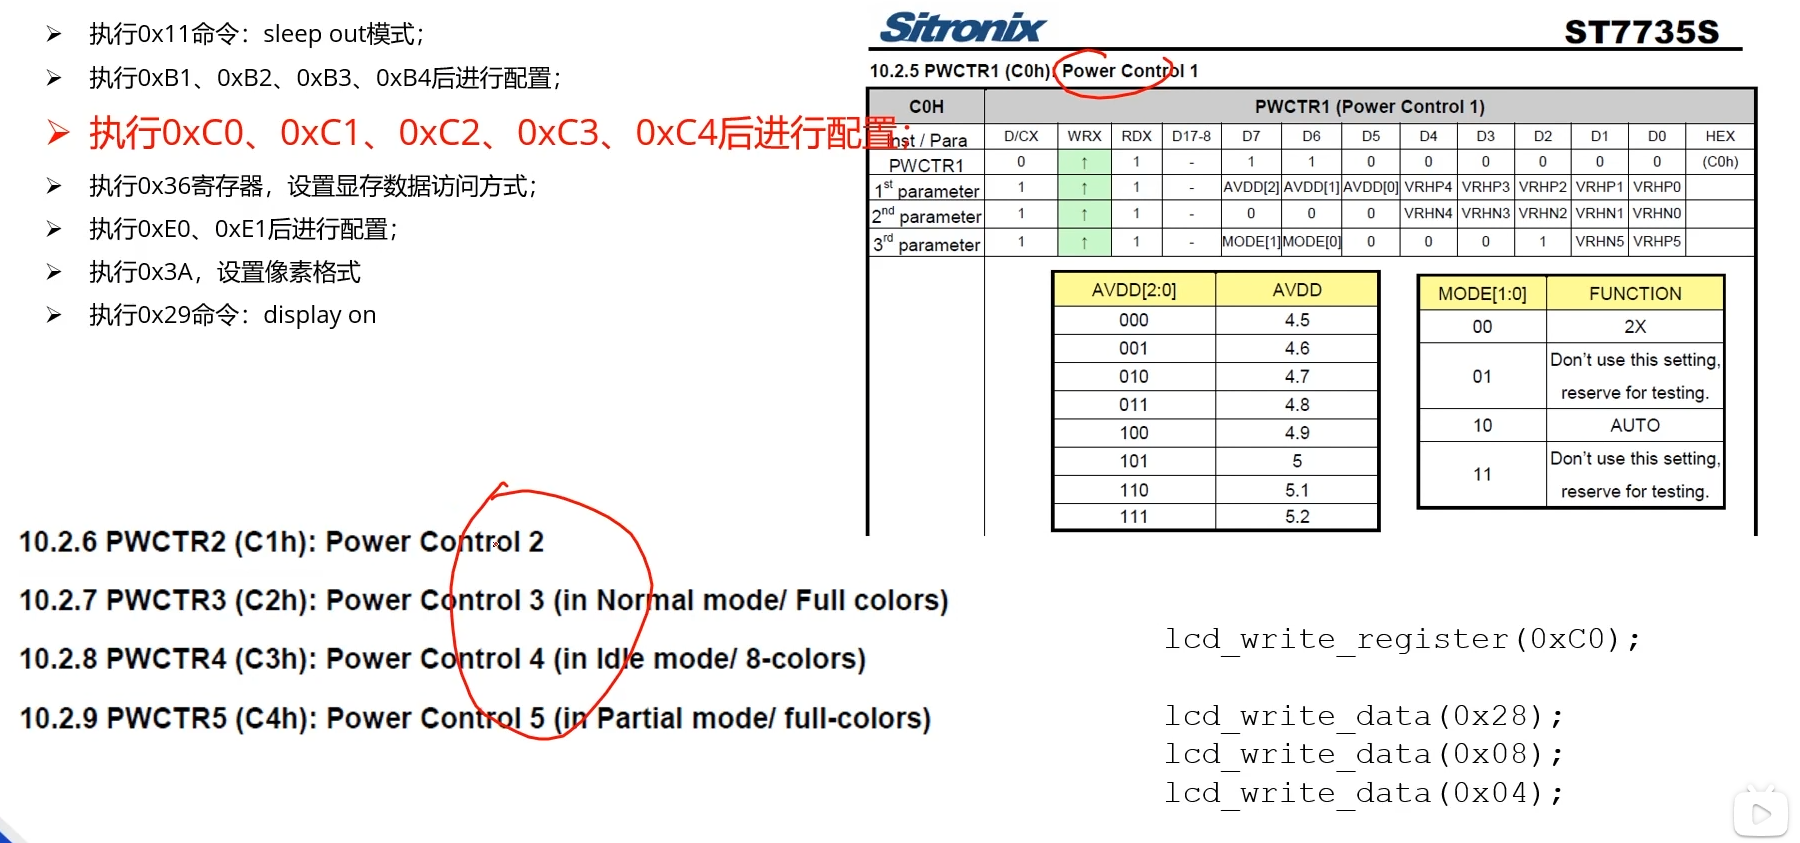 ➢ 执行0x11命令：sleep out模式；
➢ 执行0xB1、0xB2、0xB3、0xB4后进行配置；
➢ 执行0xC0、0xC1、0xC2、0xC3、0xC4后进行配置；
➢ 执行0x36寄存器，设置显存数据访问方式；
➢ 执行0xE0、0xE1后进行配置；
➢ 执行0x3A，设置像素格式
➢ 执行0x29命令：display on
Sitronix ST7735S
10.2.5 PWCTR1 (C0h): Power Control 1
C0H PWCTR1 (Power Control 1)
Inst / Para D/CX WRX RDX D17-8 D7 D6 D5 D4 D3 D2 D1 D0 HEX
PWCTR1 0 ↑ 1 - 1 1 0 0 0 0 0 0 (C0h)
1st parameter 1 ↑ 1 - AVDD[2] AVDD[1] AVDD[0] VRHP4 VRHP3 VRHP2 VRHP1 VRHP0
2nd parameter 1 ↑ 1 - 0 0 0 VRHN4 VRHN3 VRHN2 VRHN1 VRHN0
3rd parameter 1 ↑ 1 - MODE[1] MODE[0] 0 0 0 1 VRHN5 VRHP5
AVDD[2:0] AVDD
000 4.5
001 4.6
010 4.7
011 4.8
100 4.9
101 5
110 5.1
111 5.2
MODE[1:0] FUNCTION
00 2X
01 Don't use this setting,
reserve for testing.
10 AUTO
11 Don't use this setting,
reserve for testing.
10.2.6 PWCTR2 (C1h): Power Control 2
10.2.7 PWCTR3 (C2h): Power Control 3 (in Normal mode/ Full colors)
10.2.8 PWCTR4 (C3h): Power Control 4 (in Idle mode/ 8-colors)
10.2.9 PWCTR5 (C4h): Power Control 5 (in Partial mode/ full-colors)
lcd_write_register(0xC0);
lcd_write_data(0x28);
lcd_write_data(0x08);
lcd_write_data(0x04);